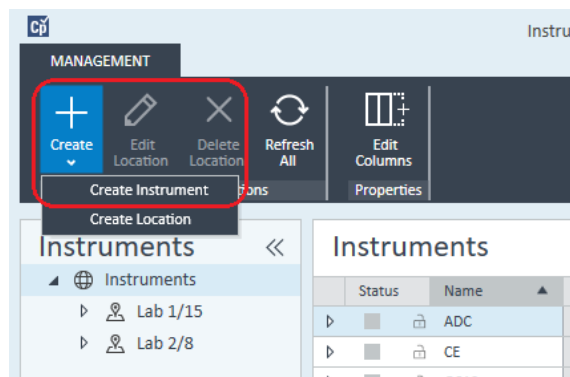 Cp
Instru
MANAGEMENT
Create Edit Location Delete Location Refresh All Edit Columns
Create Instrument
Properties
Create Location
Instruments
Instruments
Instruments
Status Name
Lab 1/15
ADC
Lab 2/8
CE